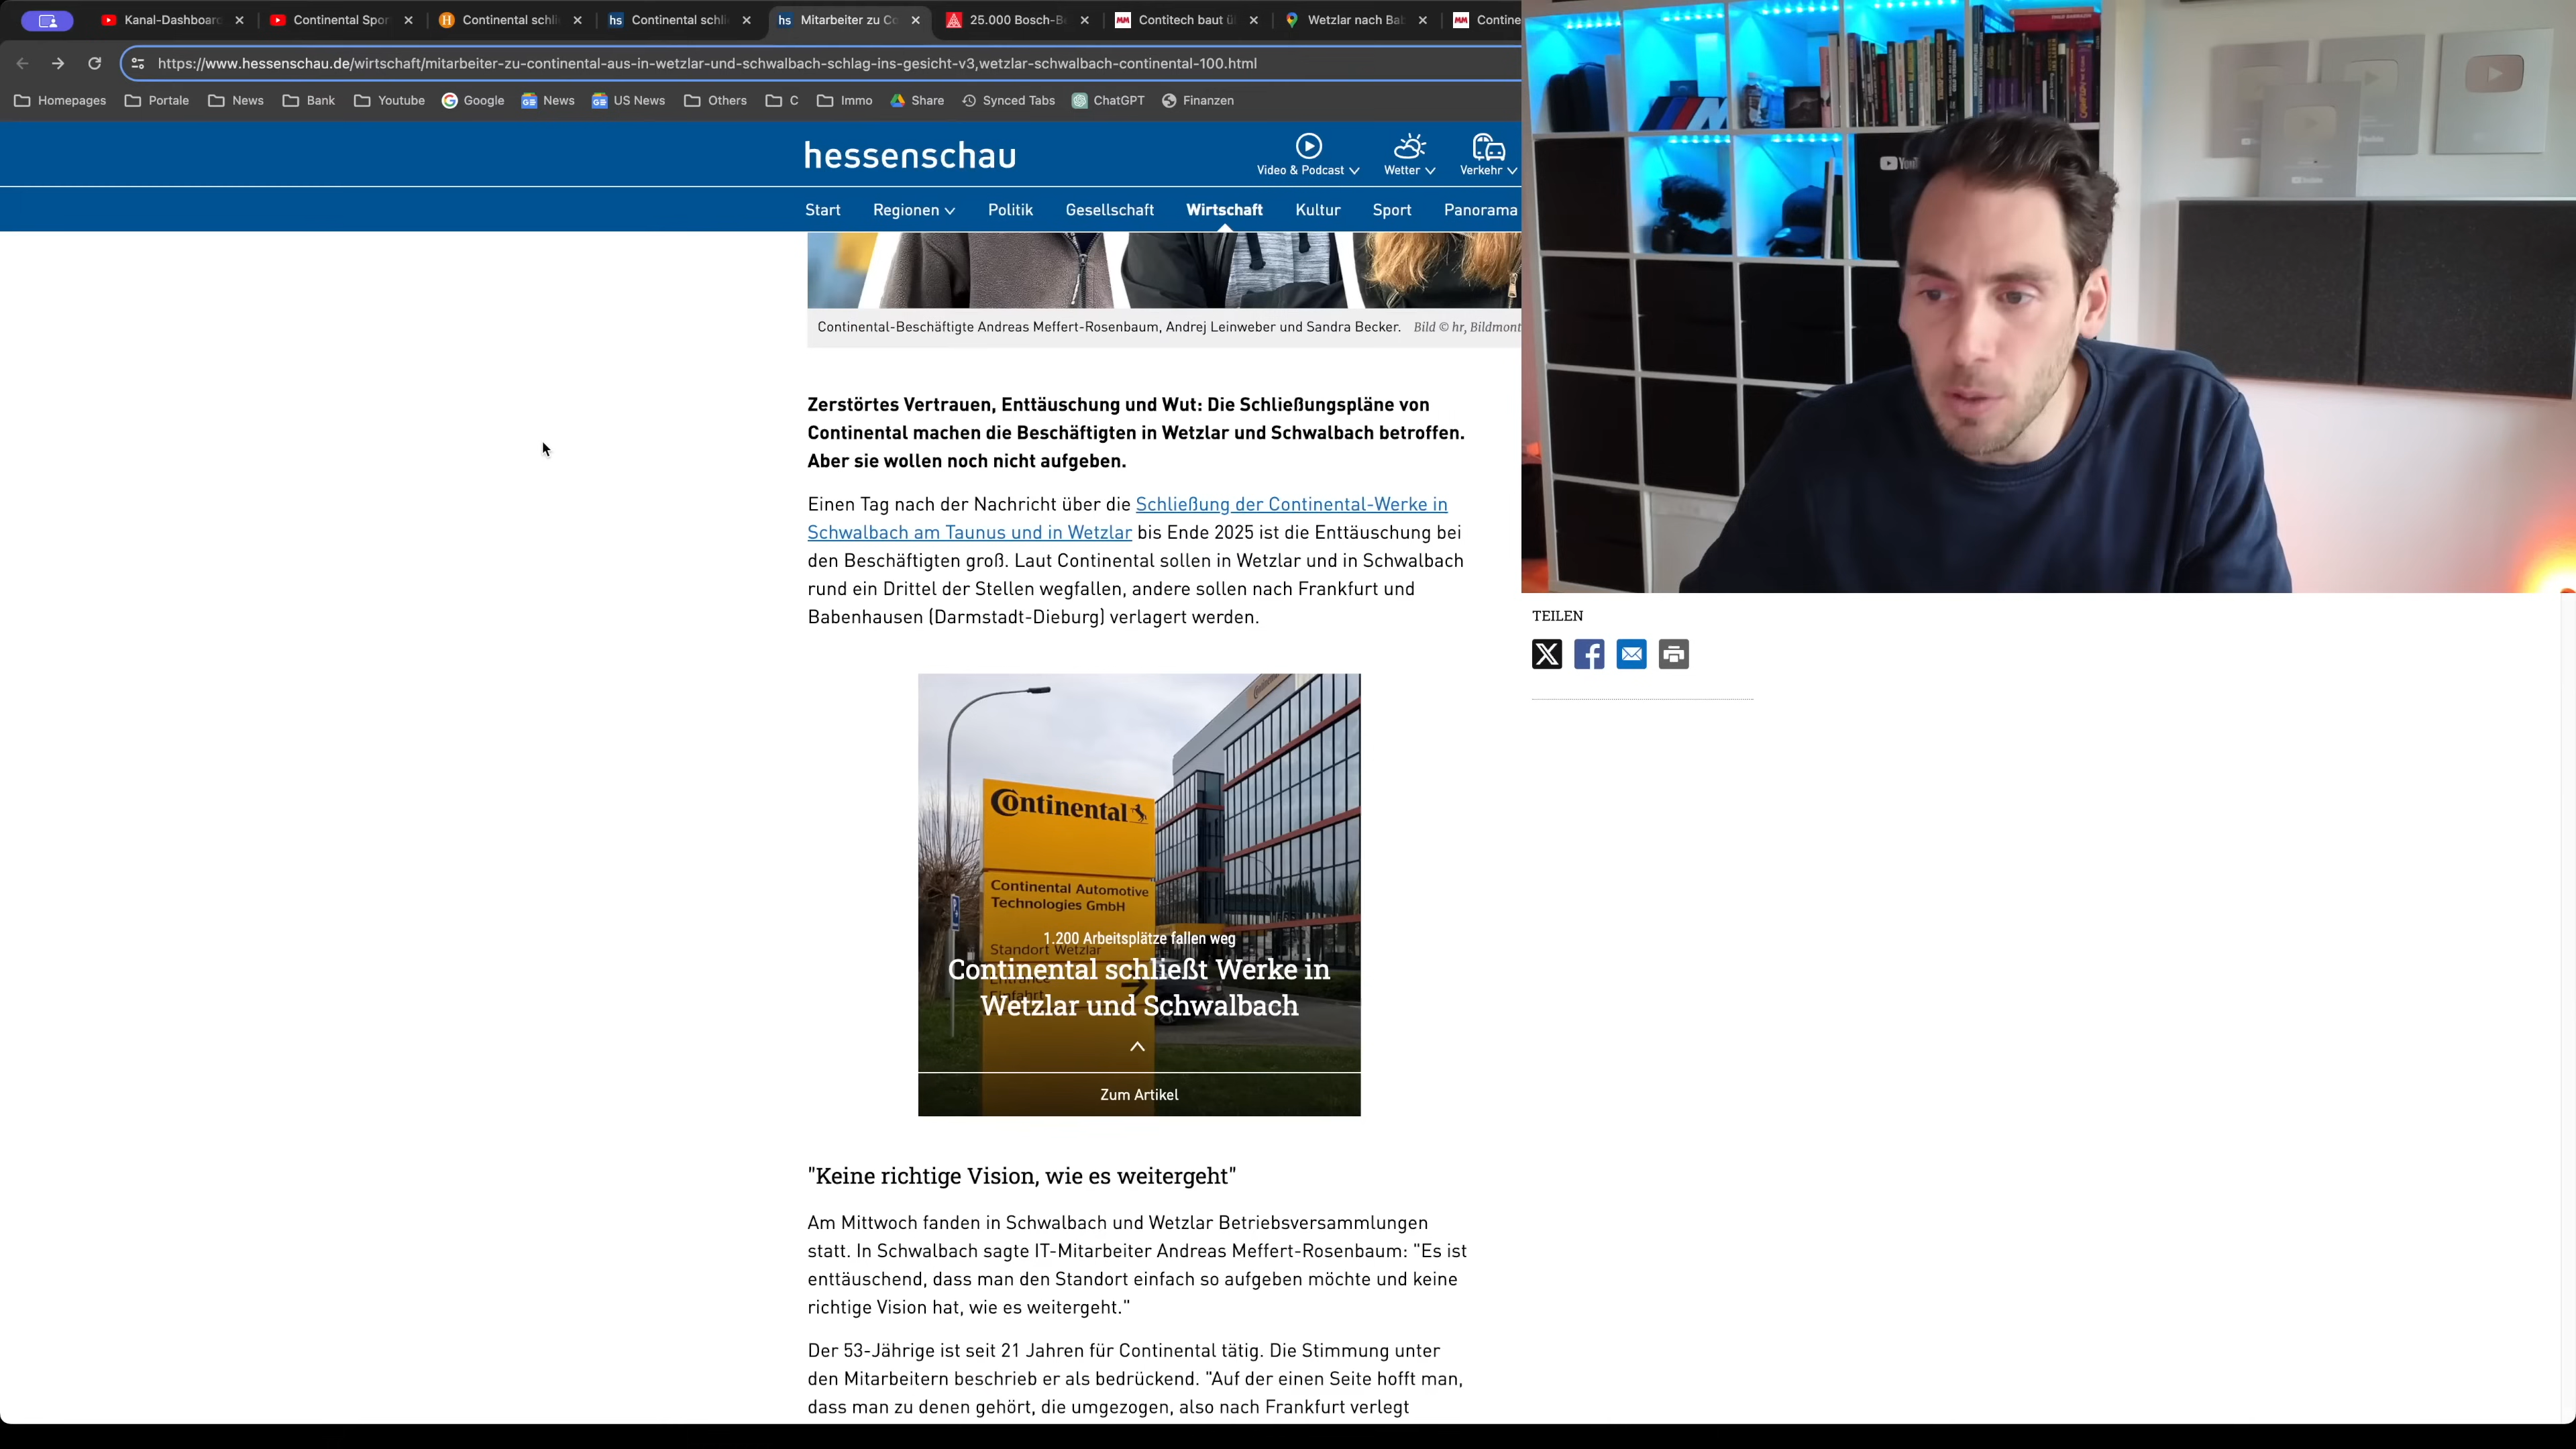 Kanal-Dashboard
Continental Spor
Continental schli
Continental schli
Mitarbeiter zu Co
25.000 Bosch-Be
Contitech baut ü
Wetzlar nach Bab
Contine
https://www.hessenschau.de/wirtschaft/mitarbeiter-zu-continental-aus-in-wetzlar-und-schwalbach-schlag-ins-gesicht-v3,wetzlar-schwalbach-continental-100.html
Homepages Portale News Bank Youtube Google News US News Others C Immo Share Synced Tabs ChatGPT Finanzen
hessenschau
Video & Podcast Wetter Verkehr
Start Regionen Politik Gesellschaft Wirtschaft Kultur Sport Panorama
Continental-Beschäftigte Andreas Meffert-Rosenbaum, Andrej Leinweber und Sandra Becker. Bild © hr, Bildmont
Zerstörtes Vertrauen, Enttäuschung und Wut: Die Schließungspläne von
Continental machen die Beschäftigten in Wetzlar und Schwalbach betroffen.
Aber sie wollen noch nicht aufgeben.
Einen Tag nach der Nachricht über die Schließung der Continental-Werke in
Schwalbach am Taunus und in Wetzlar bis Ende 2025 ist die Enttäuschung bei
den Beschäftigten groß. Laut Continental sollen in Wetzlar und in Schwalbach
rund ein Drittel der Stellen wegfallen, andere sollen nach Frankfurt und
Babenhausen (Darmstadt-Dieburg) verlagert werden.
TEILEN
Continental
Continental Automotive
Technologies GmbH
Standort Wetzlar
Entrance
Einfahrt
1.200 Arbeitsplätze fallen weg
Continental schließt Werke in
Wetzlar und Schwalbach
Zum Artikel
"Keine richtige Vision, wie es weitergeht"
Am Mittwoch fanden in Schwalbach und Wetzlar Betriebsversammlungen
statt. In Schwalbach sagte IT-Mitarbeiter Andreas Meffert-Rosenbaum: "Es ist
enttäuschend, dass man den Standort einfach so aufgeben möchte und keine
richtige Vision hat, wie es weitergeht."
Der 53-Jährige ist seit 21 Jahren für Continental tätig. Die Stimmung unter
den Mitarbeitern beschrieb er als bedrückend. "Auf der einen Seite hofft man,
dass man zu denen gehört, die umgezogen, also nach Frankfurt verlegt